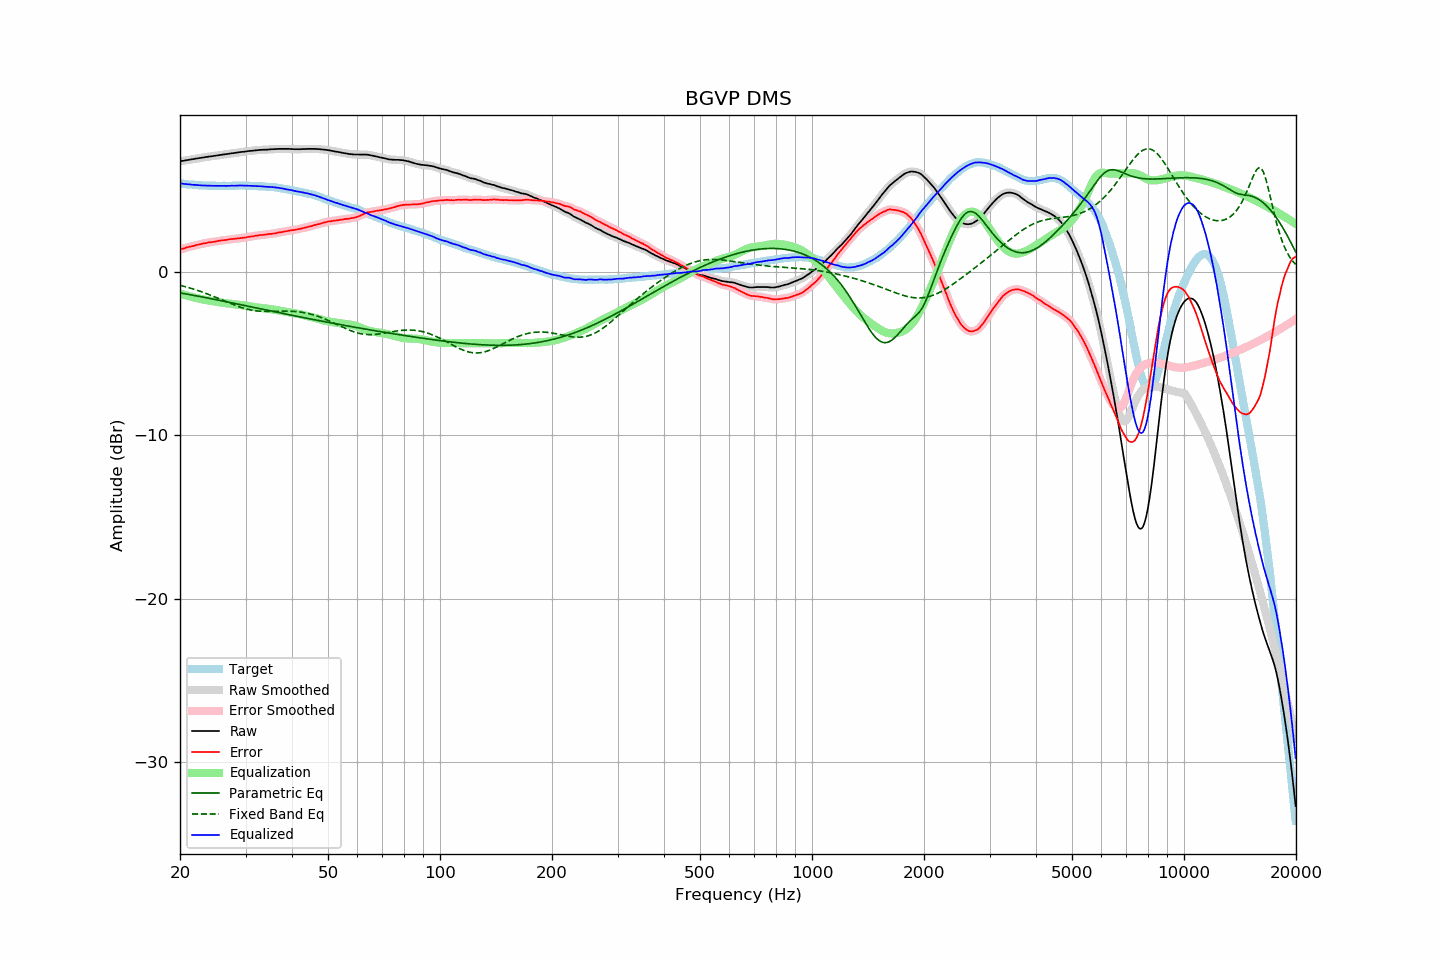 BGVP DMS
Amplitude (dBr)
0
−10
−20
−30
Target
Raw Smoothed
Error Smoothed
Raw
Error
Equalization
Parametric Eq
Fixed Band Eq
Equalized
20 50 100 200 500 1000 2000 5000 10000 20000
Frequency (Hz)